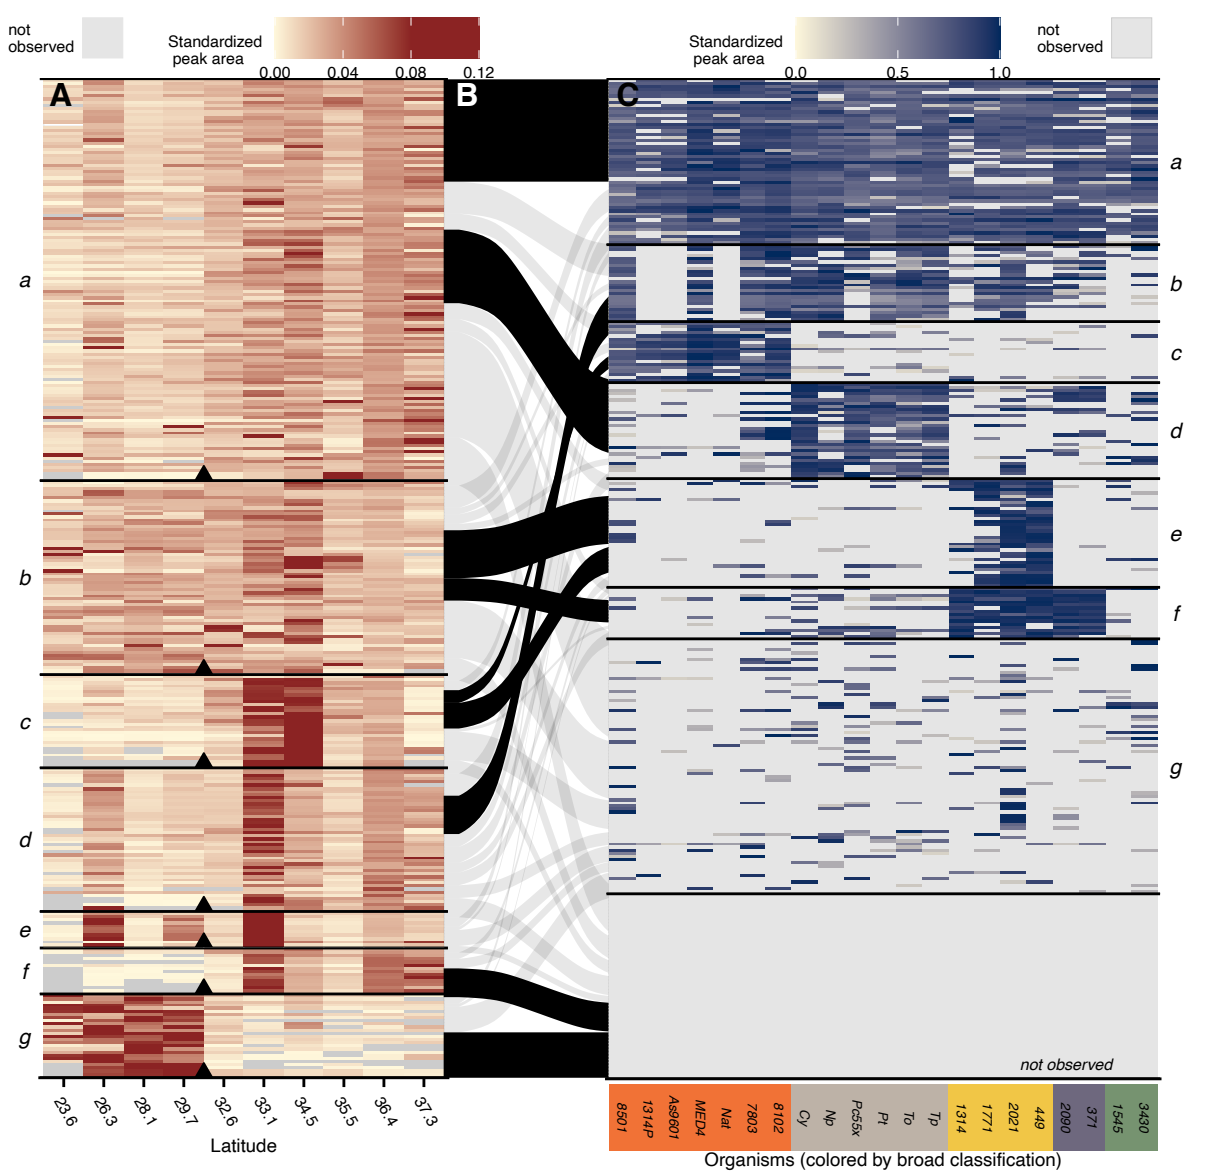 not
observed
Standardized
peak area
0.00 0.04 0.08 0.12
Standardized
peak area
0.0 0.5 1.0
not
observed
A B C
a
b
c
d
e
f
g
a
b
c
d
e
f
g
not observed
23.6 26.3 28.1 29.7 32.6 33.1 34.5 35.5 36.4 37.3
Latitude
8501 1314P As9601 MED4 Nat 7803 8102 Cy Np Pc55x Pt To Tp 1314 1771 2021 449 2090 371 1545 3430
Organisms (colored by broad classification)